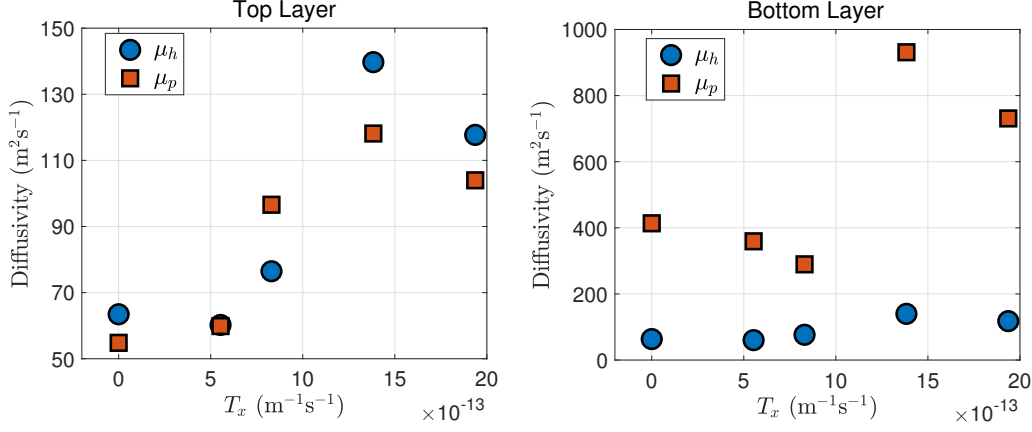 Top Layer
150
130
110
90
70
50
Diffusivity (m²s⁻¹)
μₕ
μₚ
0
5
10
15
20
Tₓ (m⁻¹s⁻¹)
×10⁻¹³
Bottom Layer
1000
800
600
400
200
0
Diffusivity (m²s⁻¹)
μₕ
μₚ
0
5
10
15
20
Tₓ (m⁻¹s⁻¹)
×10⁻¹³